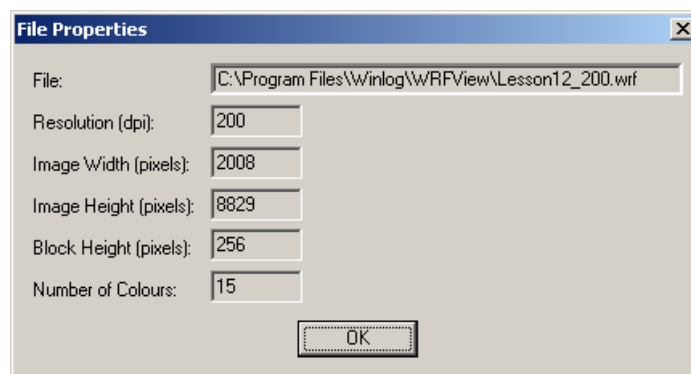 File Properties
File: C:\Program Files\Winlog\WRFView\Lesson12_200.wrf
Resolution (dpi): 200
Image Width (pixels): 2008
Image Height (pixels): 8829
Block Height (pixels): 256
Number of Colours: 15
OK